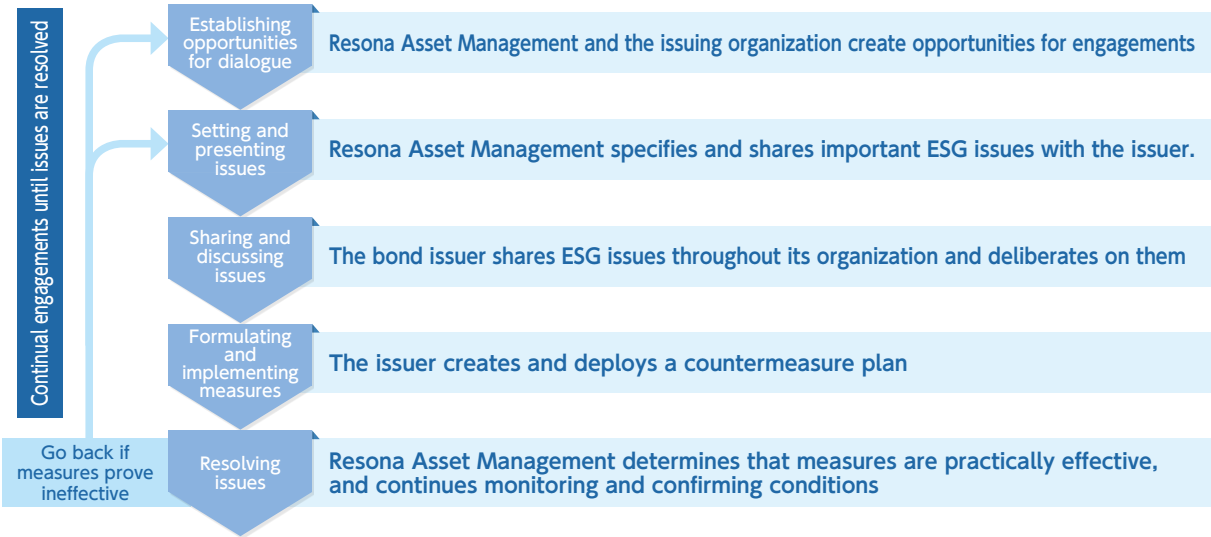 Continual engagements until issues are resolved
Establishing
opportunities
for dialogue
Resona Asset Management and the issuing organization create opportunities for engagements
Setting and
presenting
issues
Resona Asset Management specifies and shares important ESG issues with the issuer.
Sharing and
discussing
issues
The bond issuer shares ESG issues throughout its organization and deliberates on them
Formulating
and
implementing
measures
The issuer creates and deploys a countermeasure plan
Go back if
measures prove
ineffective
Resolving
issues
Resona Asset Management determines that measures are practically effective,
and continues monitoring and confirming conditions